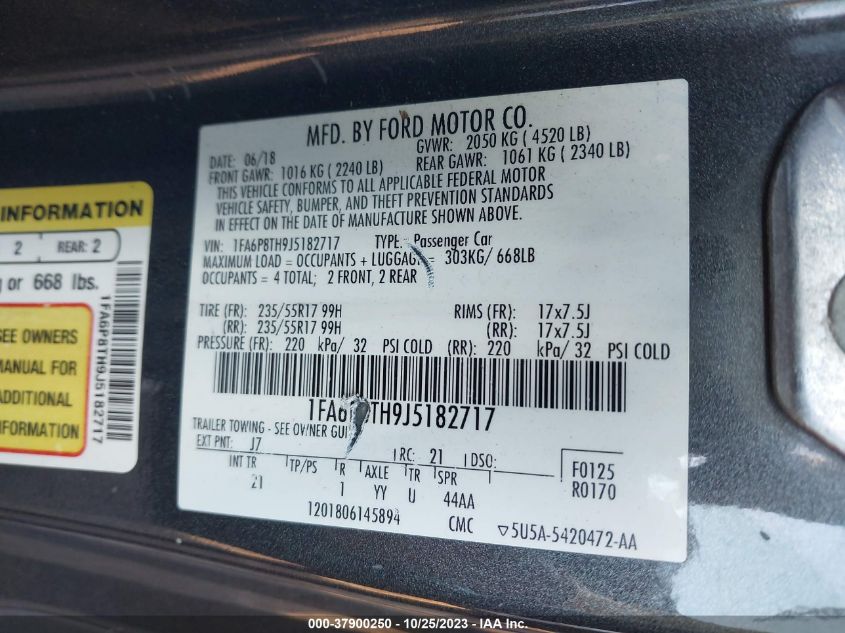 MFD. BY FORD MOTOR CO.
DATE: 06/18 GVWR: 2050 KG ( 4520 LB)
FRONT GAWR: 1016 KG ( 2240 LB) REAR GAWR: 1061 KG ( 2340 LB)
THIS VEHICLE CONFORMS TO ALL APPLICABLE FEDERAL MOTOR
VEHICLE SAFETY, BUMPER, AND THEFT PREVENTION STANDARDS
IN EFFECT ON THE DATE OF MANUFACTURE SHOWN ABOVE.
VIN: 1FA6P8TH9J5182717 TYPE: Passenger Car
MAXIMUM LOAD = OCCUPANTS + LUGGAGE = 303KG/ 668LB
OCCUPANTS = 4 TOTAL; 2 FRONT, 2 REAR
TIRE (FR): 235/55R17 99H RIMS (FR): 17x7.5J
(RR): 235/55R17 99H (RR): 17x7.5J
PRESSURE (FR): 220 kPa/ 32 PSI COLD (RR): 220 kPa/ 32 PSI COLD
1FA6P8TH9J5182717
TRAILER TOWING - SEE OWNER GUI
EXT PNT: J7 RC: 21 DSO:
INT TR TP/PS R AXLE TR SPR F0125
21 1 YY U 44AA R0170
1201806145894 CMC ▽5U5A-5420472-AA
INFORMATION
2 REAR: 2
or 668 lbs.
SEE OWNERS
MANUAL FOR
ADDITIONAL
INFORMATION
1FA6P8TH9J5182717
000-37900250 - 10/25/2023 - IAA Inc.